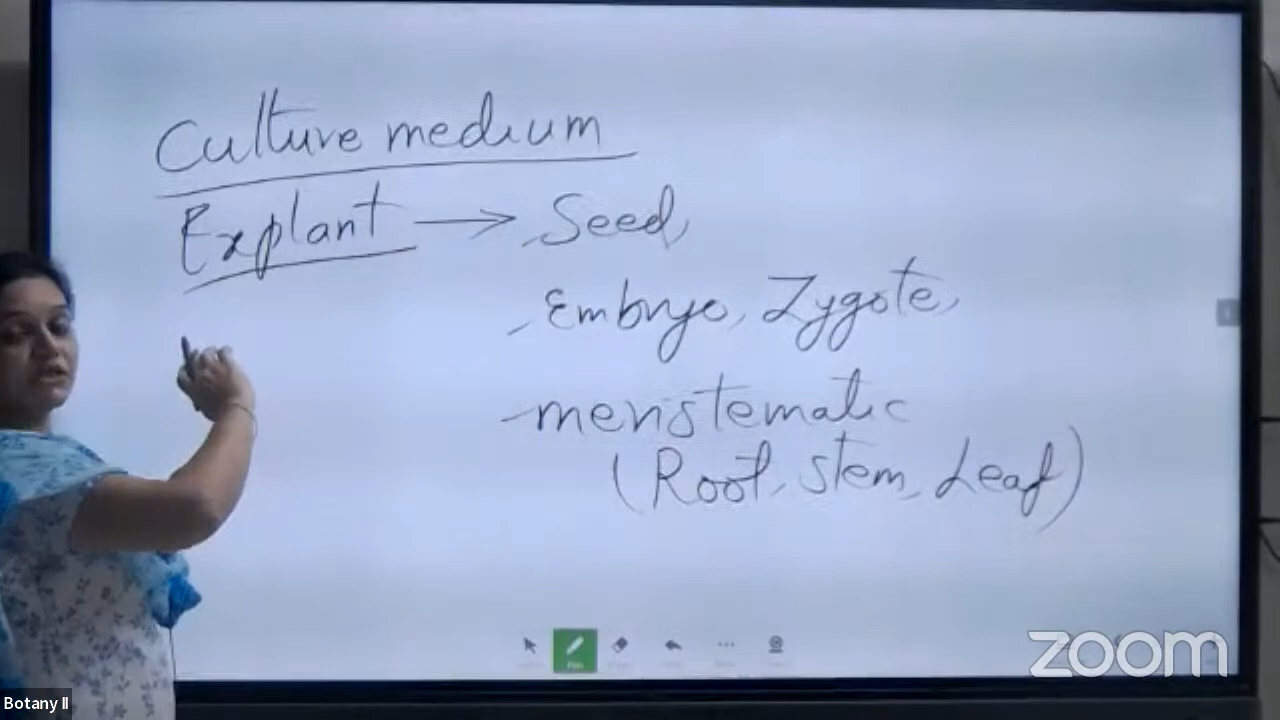 Culture medium
Explant → Seed,
Embryo, Zygote,
meristematic
(Root, stem, Leaf)
zoom
Botany II